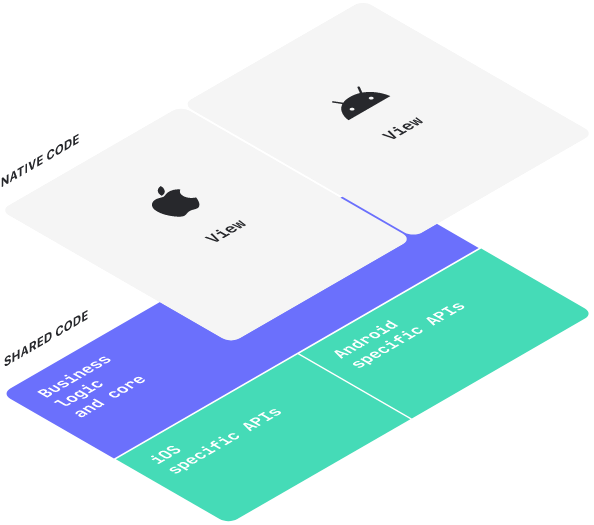 NATIVE CODE
View
View
SHARED CODE
Business
logic
and core
Android
specific APIs
iOS
specific APIs